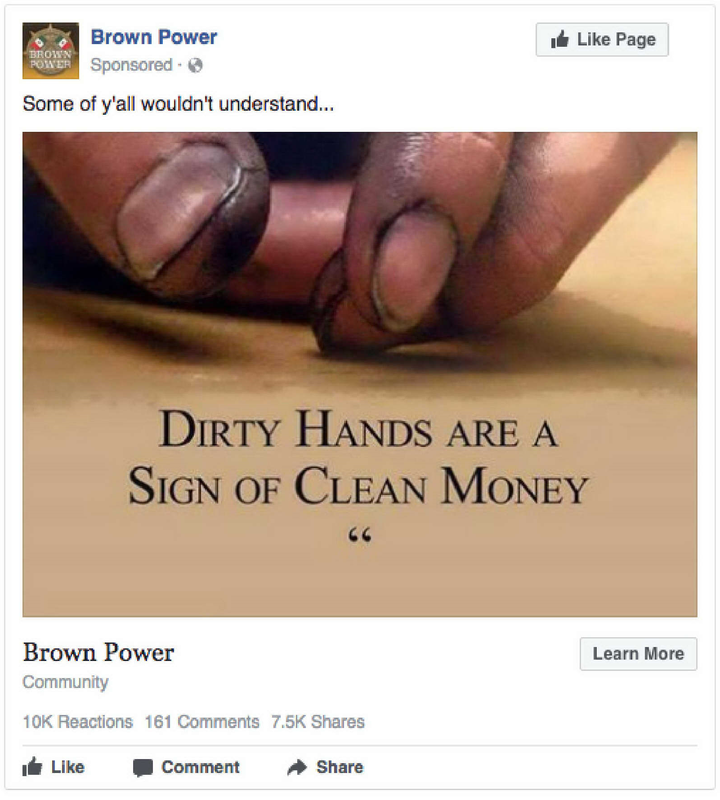 BROWN
POWER
Brown Power
Sponsored ·
Like Page
Some of y'all wouldn't understand...
DIRTY HANDS ARE A
SIGN OF CLEAN MONEY
“
Brown Power
Learn More
Community
10K Reactions 161 Comments 7.5K Shares
Like Comment Share